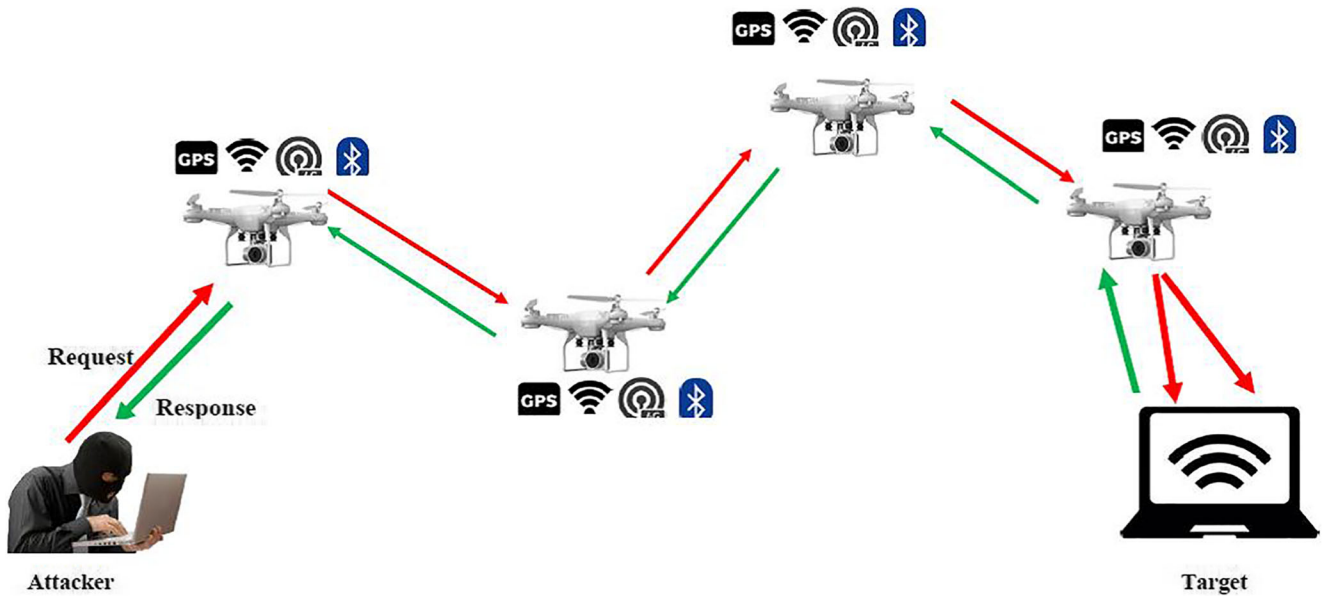 GPS
GPS
GPS
GPS
Request
Response
Attacker
Target